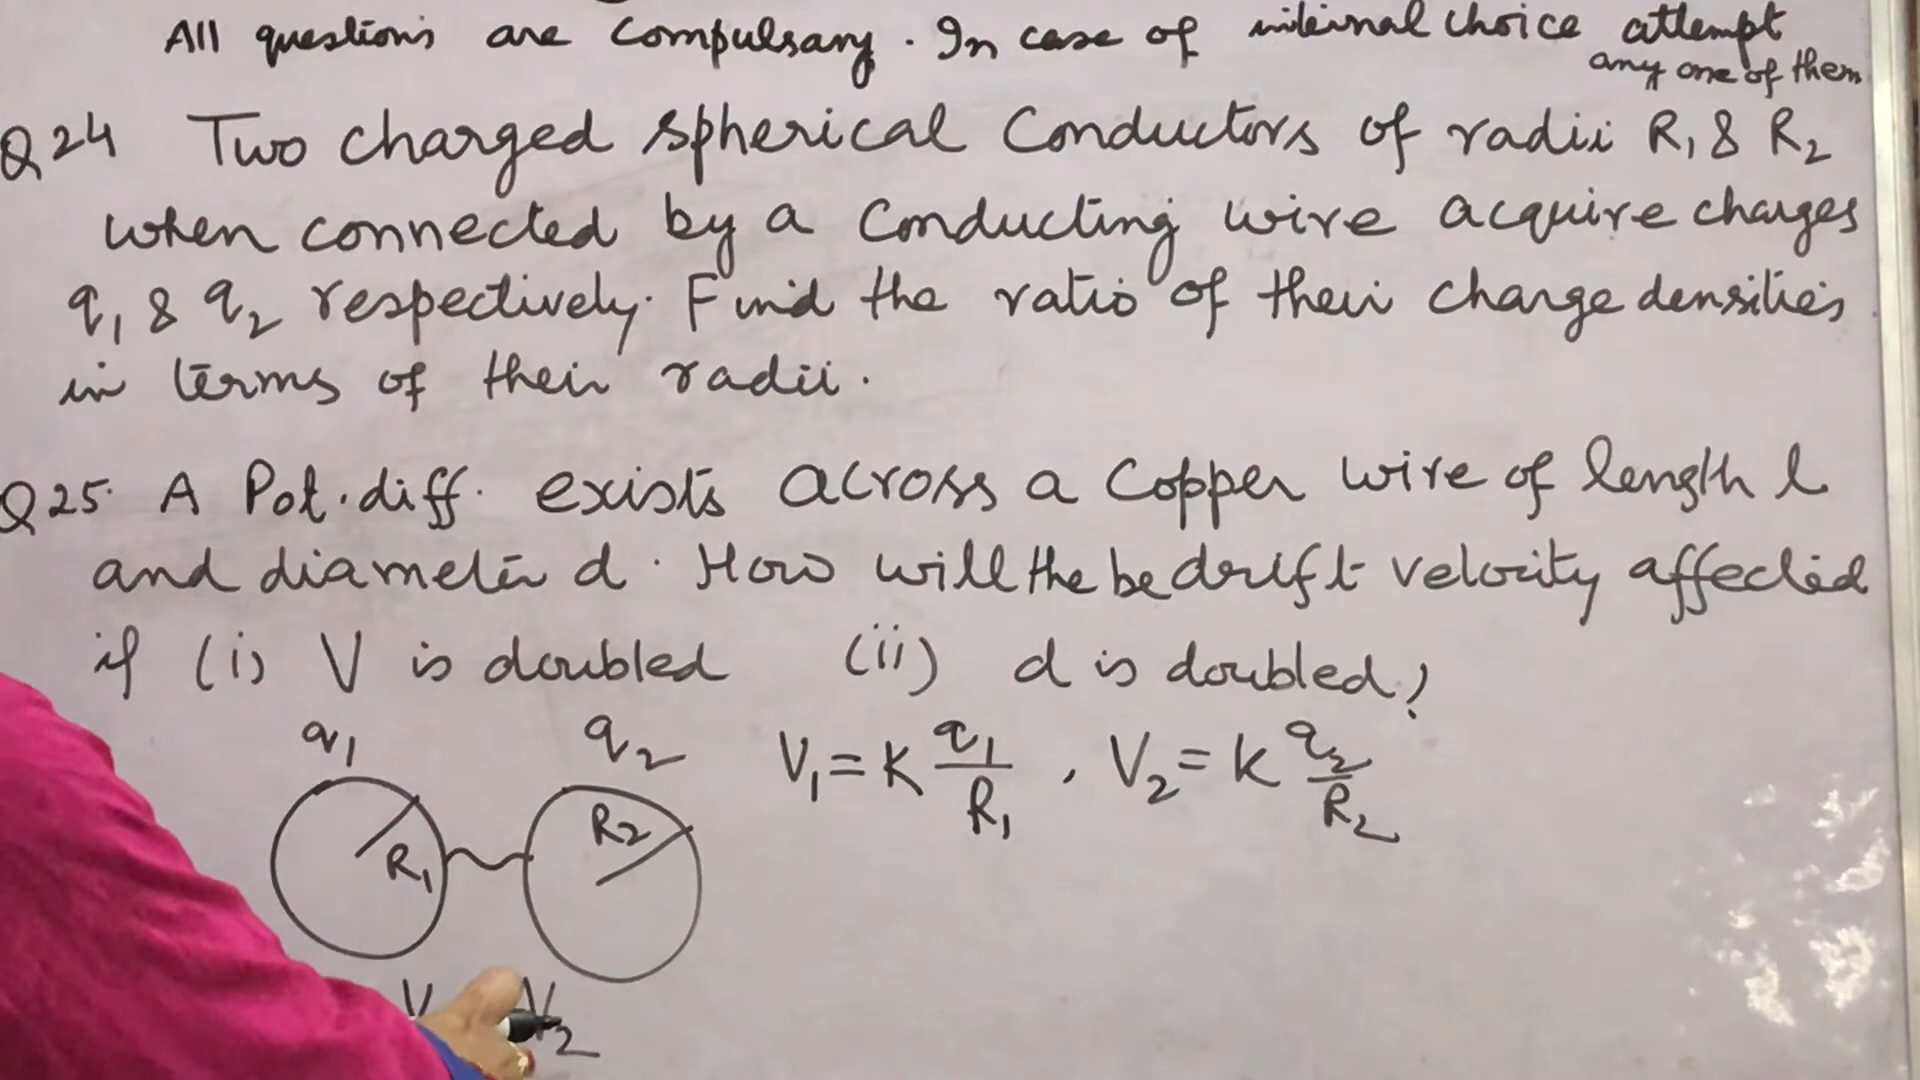 All questions are compulsary. In case of internal choice attempt
any one of them
Q24 Two charged spherical conductors of radii R₁ & R₂
when connected by a conducting wire acquire charges
q₁ & q₂ respectively. Find the ratio of their charge densities
in terms of their radii.
Q25. A Pot. diff. exists across a Copper wire of length l
and diameter d. How will the be drift velocity affected
if (i) V is doubled (ii) d is doubled?
q₁ q₂ V₁ = K q₁/R₁ , V₂ = K q₂/R₂
R₁ R₂
V V₂